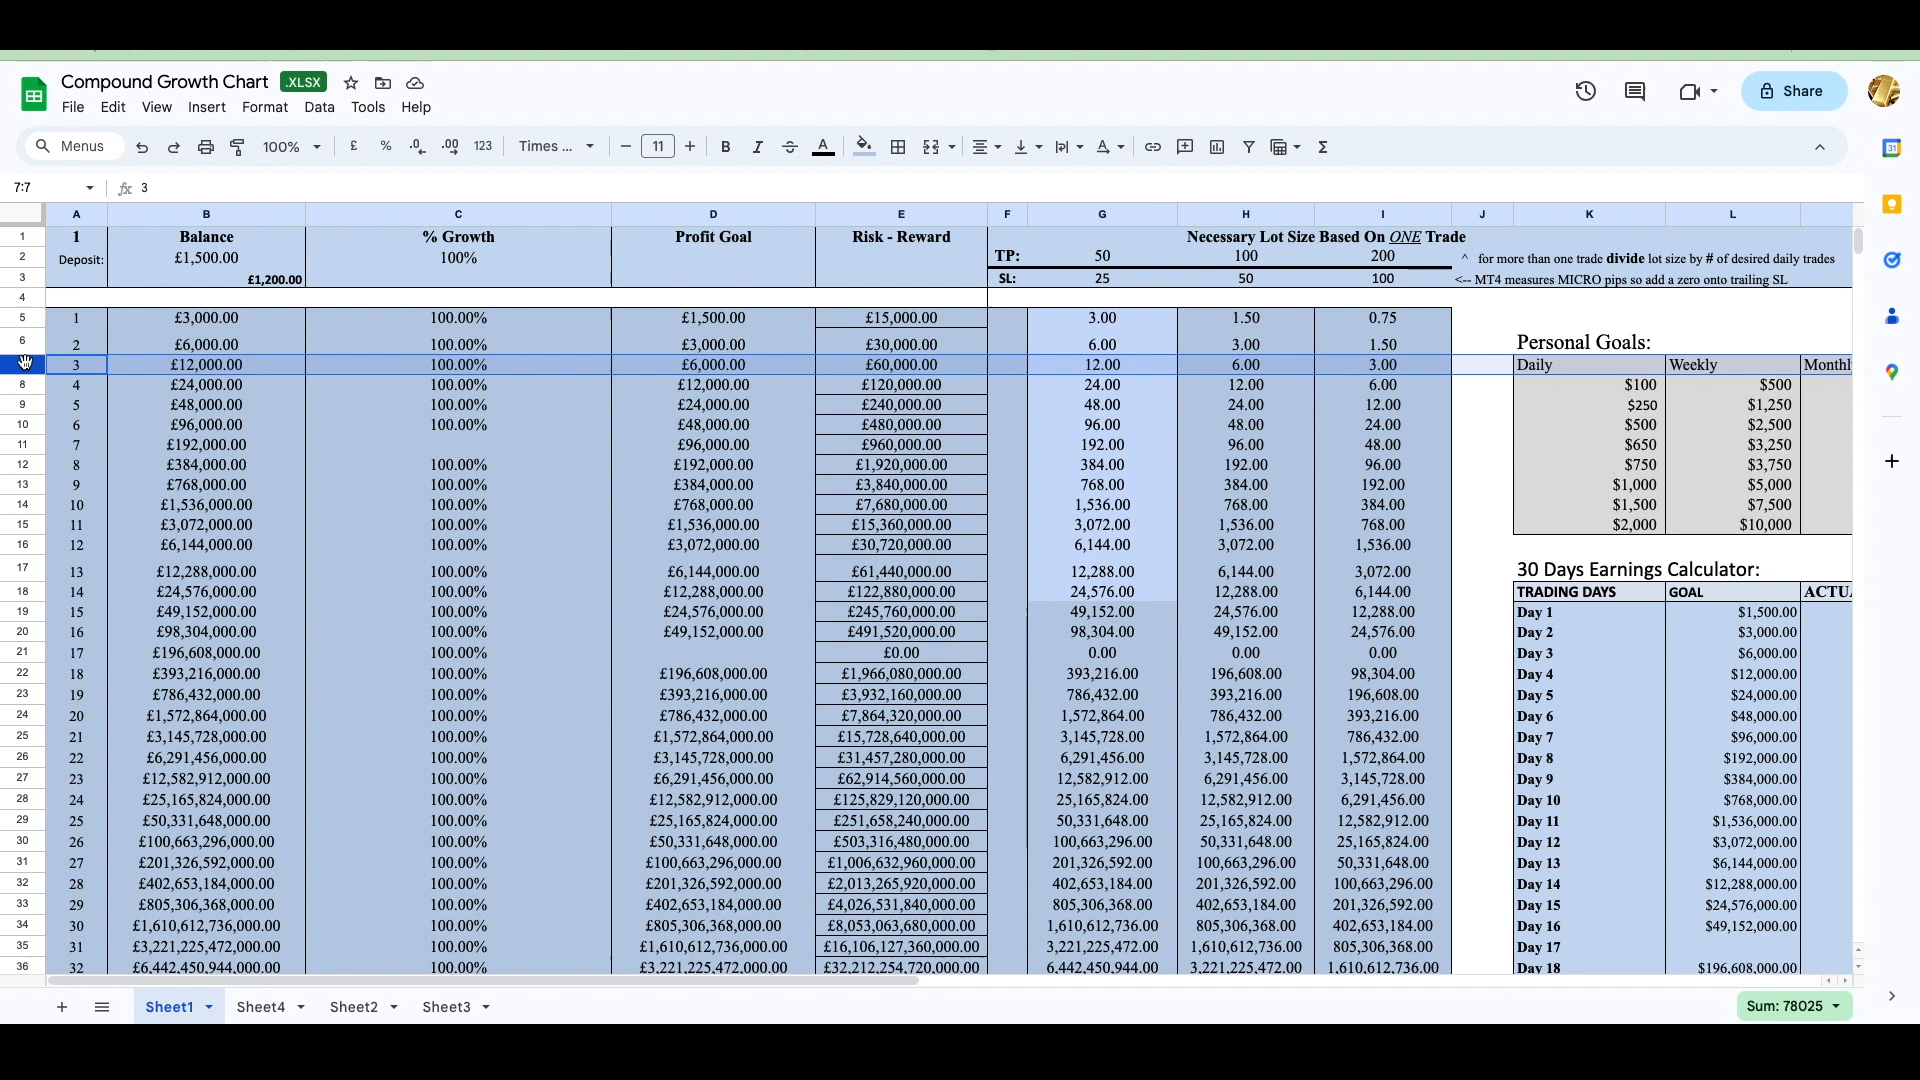 Compound Growth Chart .XLSX
File Edit View Insert Format Data Tools Help
Share
Menus 100% £ % .0 .00 123 Times ... 11 B I A
31
7:7 fx 3
A B C D E F G H I J K L
1 1 Balance % Growth Profit Goal Risk - Reward Necessary Lot Size Based On ONE Trade
2 Deposit: £1,500.00 100% TP: 50 100 200 ^ for more than one trade divide lot size by # of desired daily trades
3 £1,200.00 SL: 25 50 100 <-- MT4 measures MICRO pips so add a zero onto trailing SL
4
5 1 £3,000.00 100.00% £1,500.00 £15,000.00 3.00 1.50 0.75
6 2 £6,000.00 100.00% £3,000.00 £30,000.00 6.00 3.00 1.50 Personal Goals:
3 £12,000.00 100.00% £6,000.00 £60,000.00 12.00 6.00 3.00 Daily Weekly Monthl
8 4 £24,000.00 100.00% £12,000.00 £120,000.00 24.00 12.00 6.00 $100 $500
9 5 £48,000.00 100.00% £24,000.00 £240,000.00 48.00 24.00 12.00 $250 $1,250
10 6 £96,000.00 100.00% £48,000.00 £480,000.00 96.00 48.00 24.00 $500 $2,500
11 7 £192,000.00 £96,000.00 £960,000.00 192.00 96.00 48.00 $650 $3,250
12 8 £384,000.00 100.00% £192,000.00 £1,920,000.00 384.00 192.00 96.00 $750 $3,750
13 9 £768,000.00 100.00% £384,000.00 £3,840,000.00 768.00 384.00 192.00 $1,000 $5,000
14 10 £1,536,000.00 100.00% £768,000.00 £7,680,000.00 1,536.00 768.00 384.00 $1,500 $7,500
15 11 £3,072,000.00 100.00% £1,536,000.00 £15,360,000.00 3,072.00 1,536.00 768.00 $2,000 $10,000
16 12 £6,144,000.00 100.00% £3,072,000.00 £30,720,000.00 6,144.00 3,072.00 1,536.00
17 13 £12,288,000.00 100.00% £6,144,000.00 £61,440,000.00 12,288.00 6,144.00 3,072.00 30 Days Earnings Calculator:
18 14 £24,576,000.00 100.00% £12,288,000.00 £122,880,000.00 24,576.00 12,288.00 6,144.00 TRADING DAYS GOAL ACTU
19 15 £49,152,000.00 100.00% £24,576,000.00 £245,760,000.00 49,152.00 24,576.00 12,288.00 Day 1 $1,500.00
20 16 £98,304,000.00 100.00% £49,152,000.00 £491,520,000.00 98,304.00 49,152.00 24,576.00 Day 2 $3,000.00
21 17 £196,608,000.00 100.00% £0.00 0.00 0.00 0.00 Day 3 $6,000.00
22 18 £393,216,000.00 100.00% £196,608,000.00 £1,966,080,000.00 393,216.00 196,608.00 98,304.00 Day 4 $12,000.00
23 19 £786,432,000.00 100.00% £393,216,000.00 £3,932,160,000.00 786,432.00 393,216.00 196,608.00 Day 5 $24,000.00
24 20 £1,572,864,000.00 100.00% £786,432,000.00 £7,864,320,000.00 1,572,864.00 786,432.00 393,216.00 Day 6 $48,000.00
25 21 £3,145,728,000.00 100.00% £1,572,864,000.00 £15,728,640,000.00 3,145,728.00 1,572,864.00 786,432.00 Day 7 $96,000.00
26 22 £6,291,456,000.00 100.00% £3,145,728,000.00 £31,457,280,000.00 6,291,456.00 3,145,728.00 1,572,864.00 Day 8 $192,000.00
27 23 £12,582,912,000.00 100.00% £6,291,456,000.00 £62,914,560,000.00 12,582,912.00 6,291,456.00 3,145,728.00 Day 9 $384,000.00
28 24 £25,165,824,000.00 100.00% £12,582,912,000.00 £125,829,120,000.00 25,165,824.00 12,582,912.00 6,291,456.00 Day 10 $768,000.00
29 25 £50,331,648,000.00 100.00% £25,165,824,000.00 £251,658,240,000.00 50,331,648.00 25,165,824.00 12,582,912.00 Day 11 $1,536,000.00
30 26 £100,663,296,000.00 100.00% £50,331,648,000.00 £503,316,480,000.00 100,663,296.00 50,331,648.00 25,165,824.00 Day 12 $3,072,000.00
31 27 £201,326,592,000.00 100.00% £100,663,296,000.00 £1,006,632,960,000.00 201,326,592.00 100,663,296.00 50,331,648.00 Day 13 $6,144,000.00
32 28 £402,653,184,000.00 100.00% £201,326,592,000.00 £2,013,265,920,000.00 402,653,184.00 201,326,592.00 100,663,296.00 Day 14 $12,288,000.00
33 29 £805,306,368,000.00 100.00% £402,653,184,000.00 £4,026,531,840,000.00 805,306,368.00 402,653,184.00 201,326,592.00 Day 15 $24,576,000.00
34 30 £1,610,612,736,000.00 100.00% £805,306,368,000.00 £8,053,063,680,000.00 1,610,612,736.00 805,306,368.00 402,653,184.00 Day 16 $49,152,000.00
35 31 £3,221,225,472,000.00 100.00% £1,610,612,736,000.00 £16,106,127,360,000.00 3,221,225,472.00 1,610,612,736.00 805,306,368.00 Day 17
36 32 £6,442,450,944,000.00 100.00% £3,221,225,472,000.00 £32,212,254,720,000.00 6,442,450,944.00 3,221,225,472.00 1,610,612,736.00 Day 18 $196,608,000.00
Sheet1 Sheet4 Sheet2 Sheet3 Sum: 78025